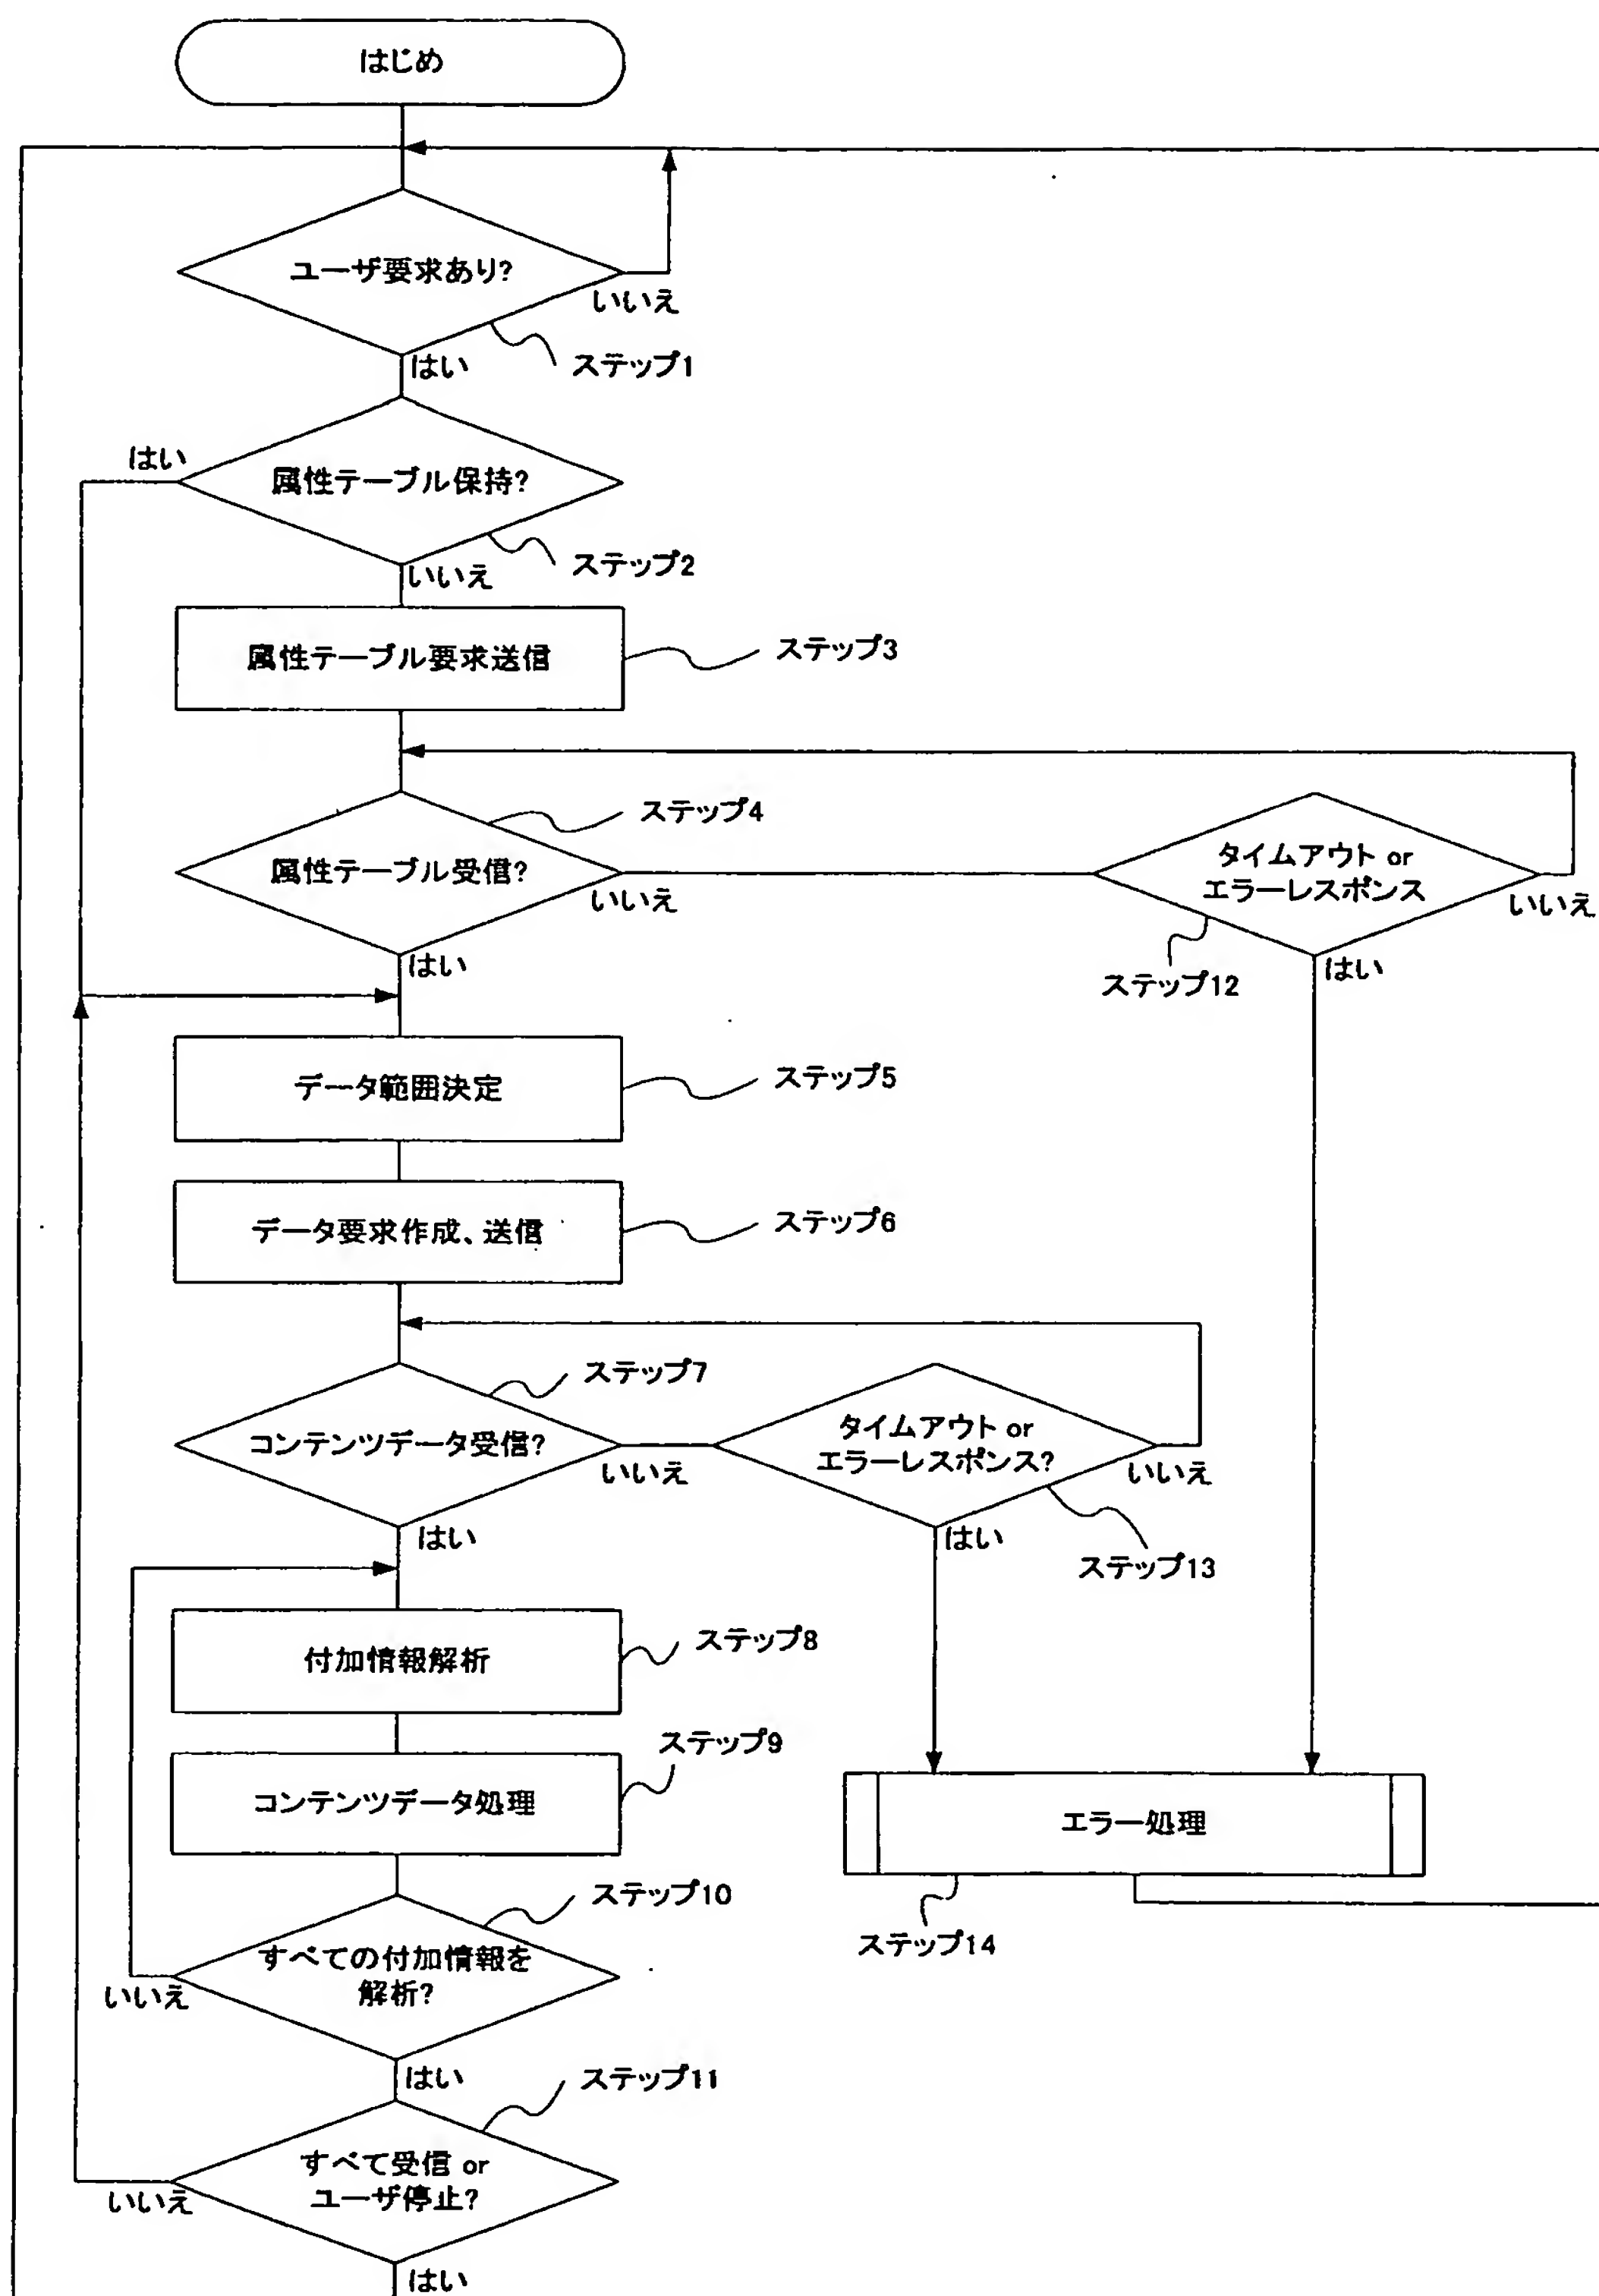 はじめ
ユーザ要求あり?
いいえ
はい
ステップ1
はい
属性テーブル保持?
ステップ2
いいえ
属性テーブル要求送信
ステップ3
ステップ4
属性テーブル受信?
いいえ
タイムアウト or
エラーレスポンス
いいえ
はい
はい
ステップ12
データ範囲決定
ステップ5
データ要求作成、送信
ステップ6
ステップ7
コンテンツデータ受信?
いいえ
タイムアウト or
エラーレスポンス?
いいえ
はい
はい
ステップ13
付加情報解析
ステップ8
ステップ9
コンテンツデータ処理
エラー処理
ステップ10
ステップ14
すべての付加情報を
解析?
いいえ
はい
ステップ11
すべて受信 or
ユーザ停止?
いいえ
はい